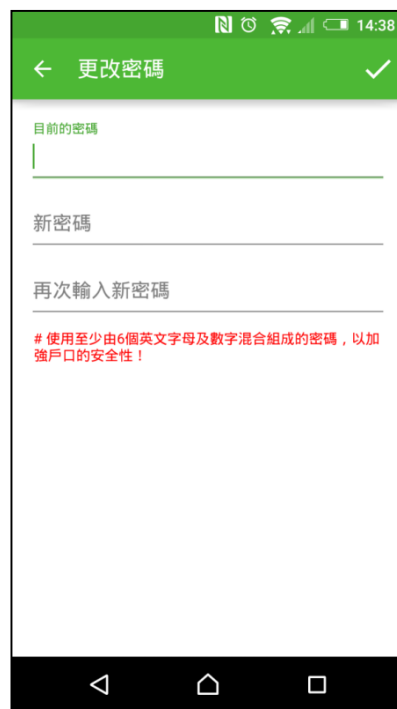 14:38
更改密碼
目前的密碼
新密碼
再次輸入新密碼
# 使用至少由6個英文字母及數字混合組成的密碼，以加
強戶口的安全性！